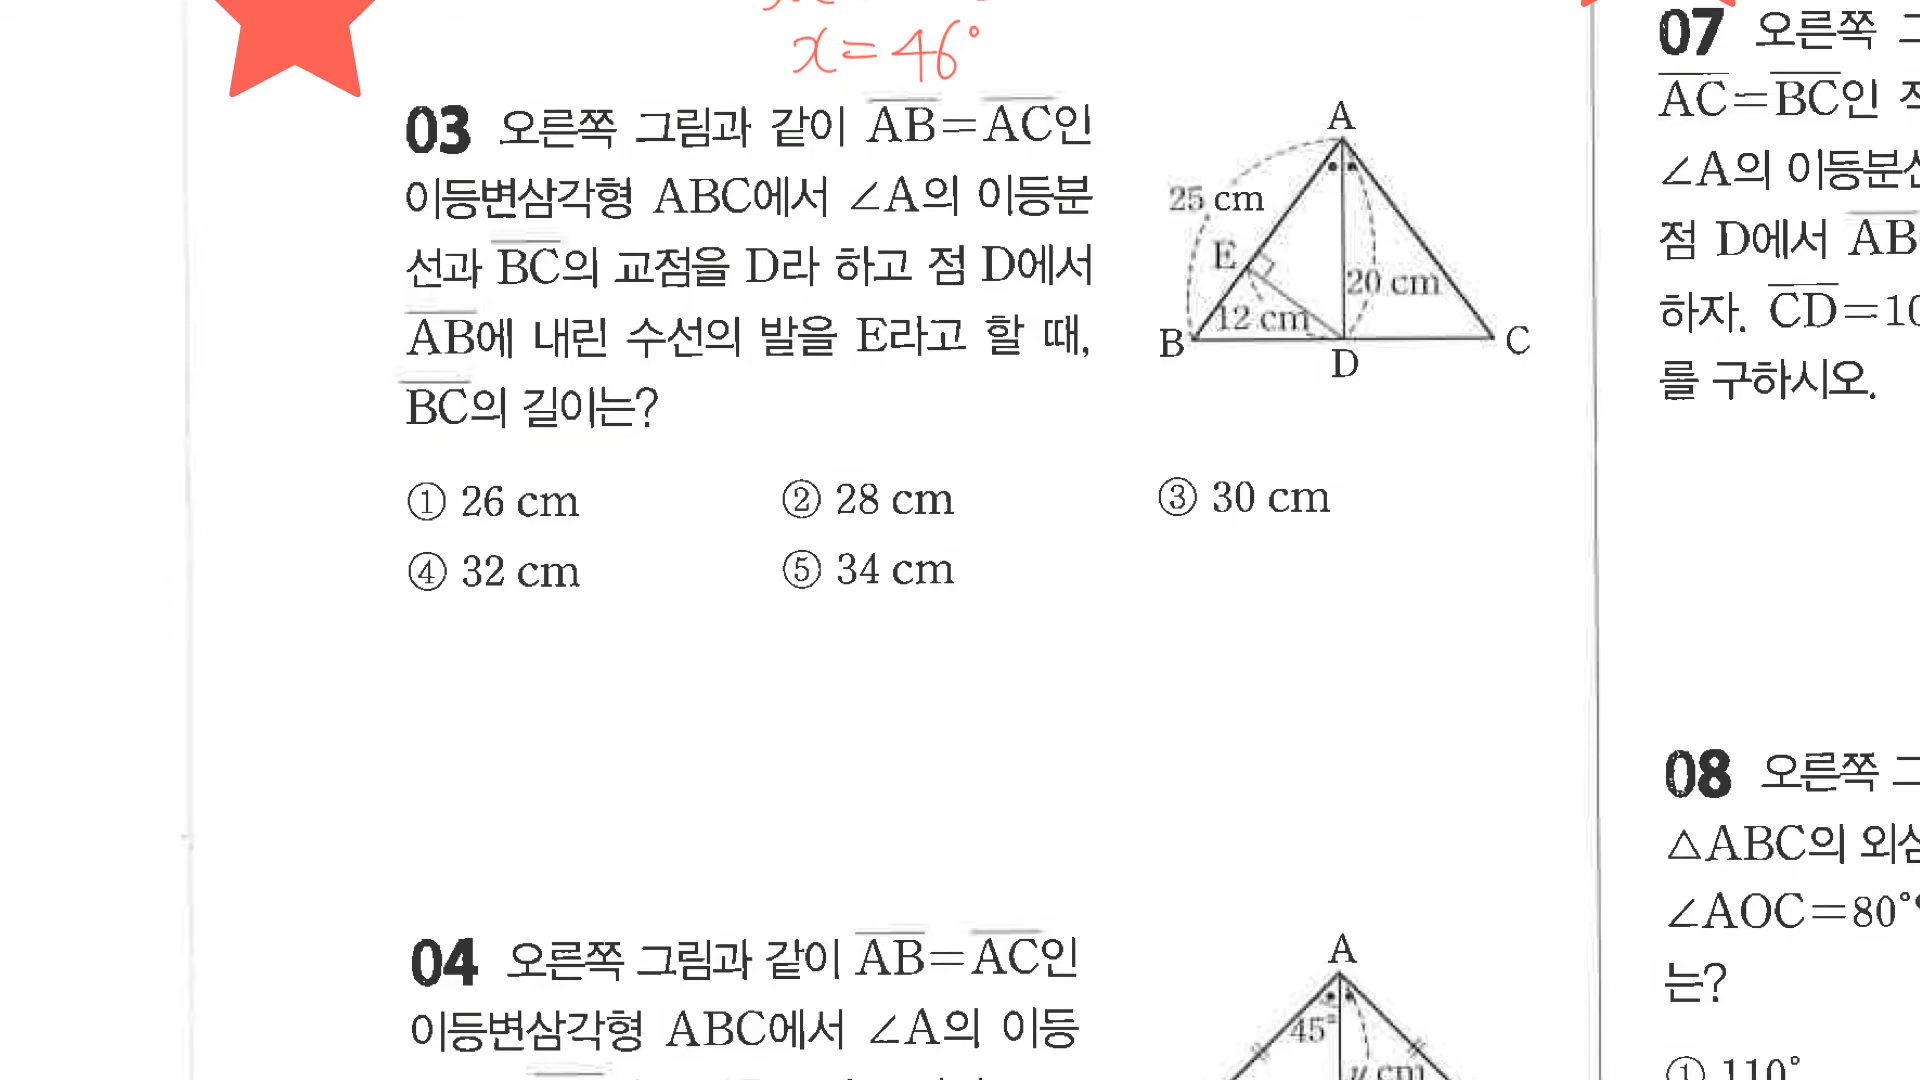 x = 46°
03 오른쪽 그림과 같이 AB=AC인
이등변삼각형 ABC에서 ∠A의 이등분
선과 BC의 교점을 D라 하고 점 D에서
AB에 내린 수선의 발을 E라고 할 때,
BC의 길이는?
A
25 cm
E
20 cm
12 cm
B
D
C
① 26 cm ② 28 cm ③ 30 cm
④ 32 cm ⑤ 34 cm
04 오른쪽 그림과 같이 AB=AC인
이등변삼각형 ABC에서 ∠A의 이등
A
45°
y cm
07 오른쪽
AC=BC인
∠A의 이등분선
점 D에서 AB
하자. CD=10
를 구하시오.
08 오른쪽
△ABC의 외심
∠AOC=80°
는?
① 110°